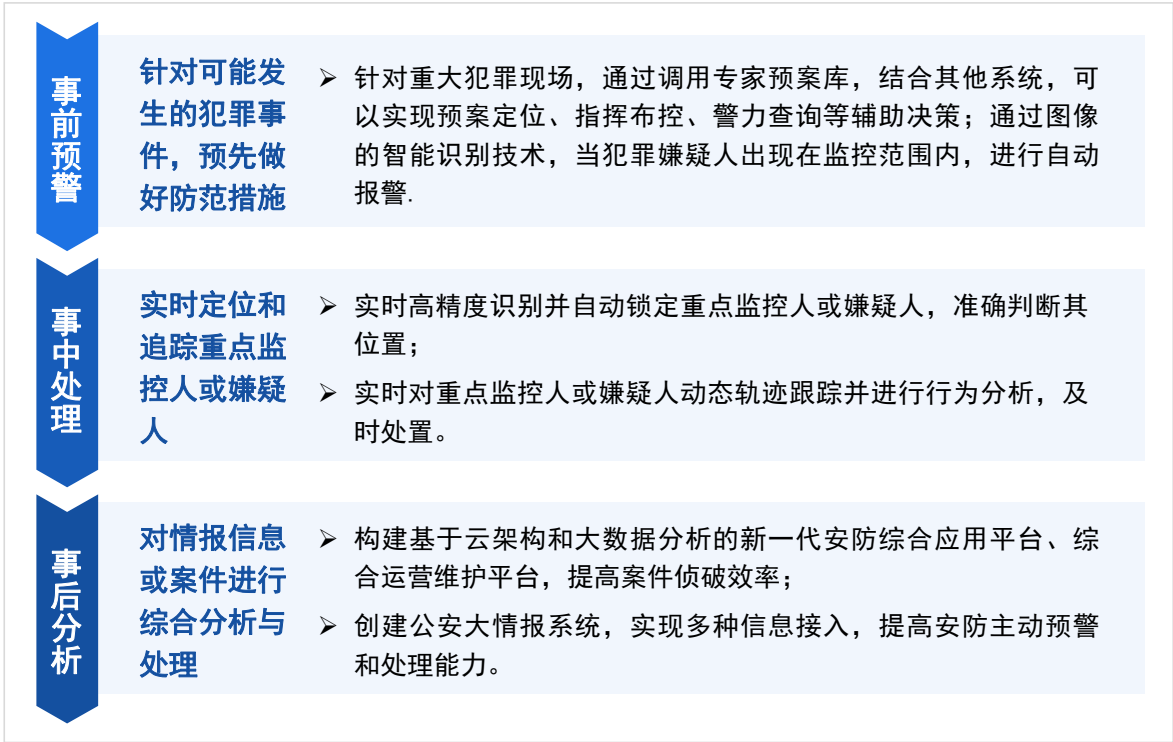 事前预警
针对可能发
生的犯罪事
件，预先做
好防范措施
➢ 针对重大犯罪现场，通过调用专家预案库，结合其他系统，可
以实现预案定位、指挥布控、警力查询等辅助决策；通过图像
的智能识别技术，当犯罪嫌疑人出现在监控范围内，进行自动
报警.
事中处理
实时定位和
追踪重点监
控人或嫌疑
人
➢ 实时高精度识别并自动锁定重点监控人或嫌疑人，准确判断其
位置；
➢ 实时对重点监控人或嫌疑人动态轨迹跟踪并进行行为分析，及
时处置。
事后分析
对情报信息
或案件进行
综合分析与
处理
➢ 构建基于云架构和大数据分析的新一代安防综合应用平台、综
合运营维护平台，提高案件侦破效率；
➢ 创建公安大情报系统，实现多种信息接入，提高安防主动预警
和处理能力。